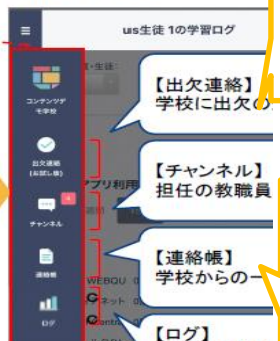 uis生徒 1の学習ログ
コンテンツデ
モ学校
出欠連絡
(お試し版)
チャンネル
連絡帳
ログ
生徒:
アプリ利用
WEBQU
ネット
【出欠連絡】
学校に出欠の
【チャンネル】
担任の教職員
【連絡帳】
学校からの一
【ログ】